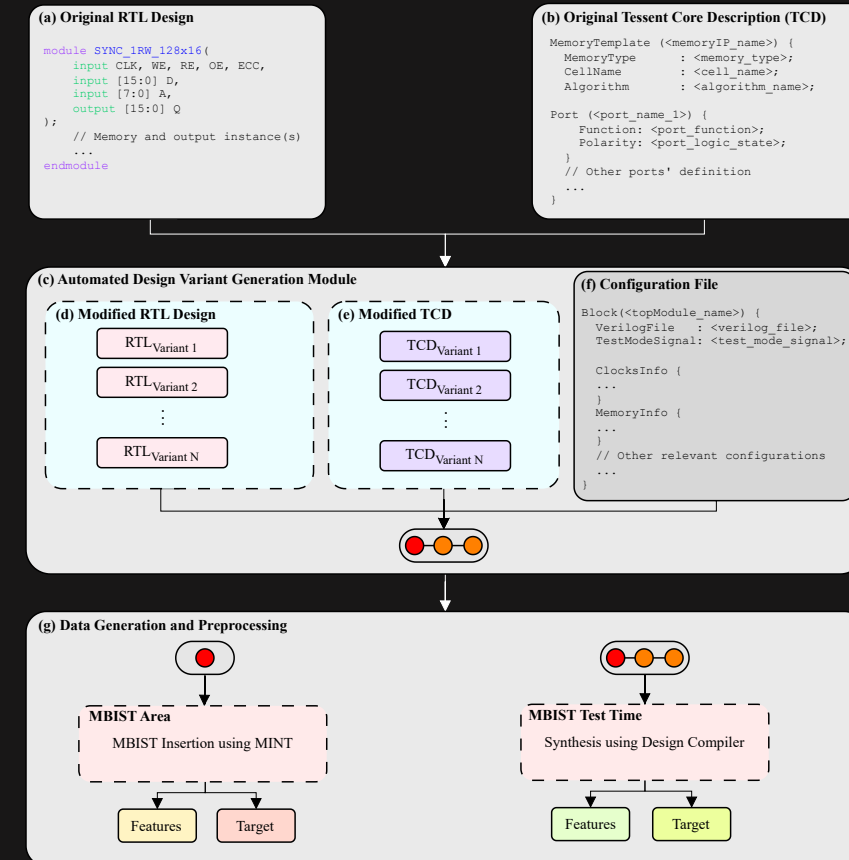 (a) Original RTL Design
module SYNC_1RW_128x16(
input CLK, WE, RE, OE, ECC,
input [15:0] D,
input [7:0] A,
output [15:0] Q
);
// Memory and output instance(s)
...
endmodule
(b) Original Tessent Core Description (TCD)
MemoryTemplate (<memoryIP_name>) {
MemoryType : <memory_type>;
CellName : <cell_name>;
Algorithm : <algorithm_name>;
Port (<port_name_1>) {
Function: <port_function>;
Polarity: <port_logic_state>;
}
// Other ports' definition
...
}
(c) Automated Design Variant Generation Module
(d) Modified RTL Design
RTLVariant 1
RTLVariant 2
⋮
RTLVariant N
(e) Modified TCD
TCDVariant 1
TCDVariant 2
⋮
TCDVariant N
(f) Configuration File
Block(<topModule_name>) {
VerilogFile : <verilog_file>;
TestModeSignal: <test_mode_signal>;
ClocksInfo {
...
}
MemoryInfo {
...
}
// Other relevant configurations
...
}
(g) Data Generation and Preprocessing
MBIST Area
MBIST Insertion using MINT
Features
Target
MBIST Test Time
Synthesis using Design Compiler
Features
Target